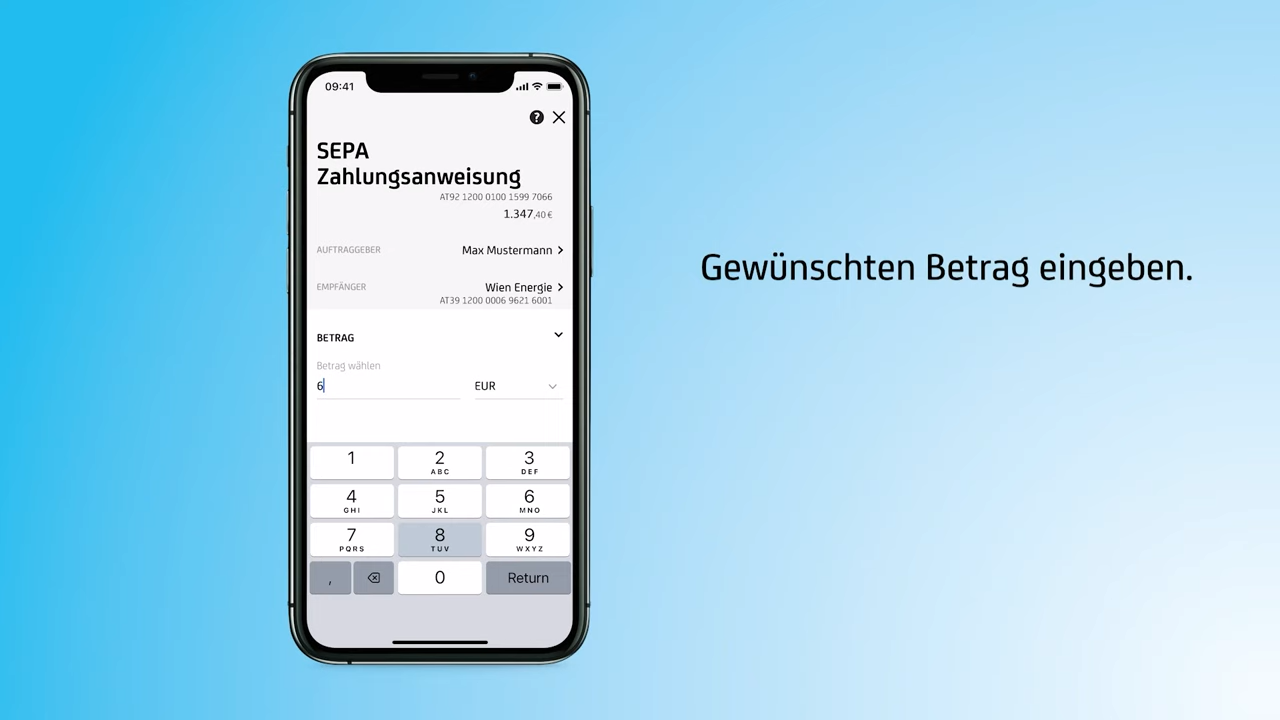 09:41
?
SEPA
Zahlungsanweisung
AT92 1200 0100 1599 7066
1.347,40 €
AUFTRAGGEBER Max Mustermann
EMPFÄNGER Wien Energie
AT39 1200 0006 9621 6001
BETRAG
Betrag wählen
6 EUR
Gewünschten Betrag eingeben.
1 2 3
ABC DEF
4 5 6
GHI JKL MNO
7 8 9
PQRS TUV WXYZ
, 0 Return